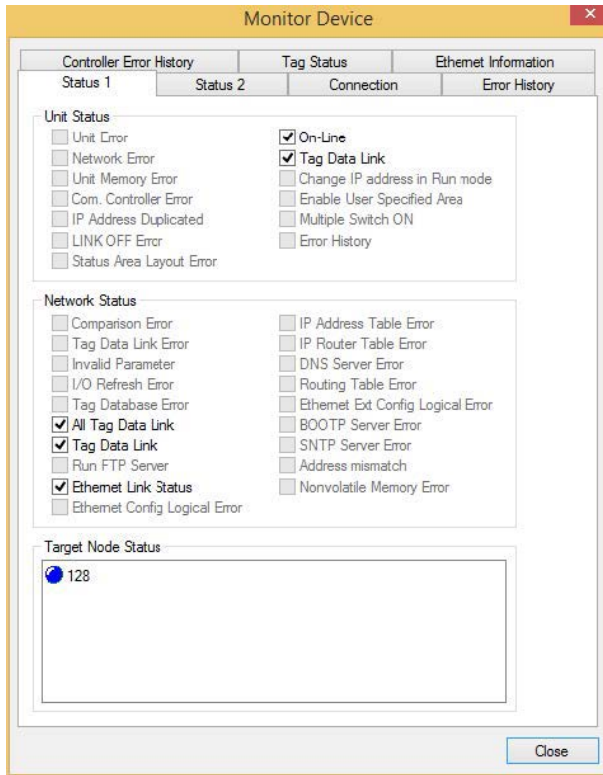 Monitor Device
Controller Error History Tag Status Ethernet Information
Status 1 Status 2 Connection Error History
Unit Status
Unit Error
Network Error
Unit Memory Error
Com. Controller Error
IP Address Duplicated
LINK OFF Error
Status Area Layout Error
On-Line
Tag Data Link
Change IP address in Run mode
Enable User Specified Area
Multiple Switch ON
Error History
Network Status
Comparison Error
Tag Data Link Error
Invalid Parameter
I/O Refresh Error
Tag Database Error
All Tag Data Link
Tag Data Link
Run FTP Server
Ethernet Link Status
Ethernet Config Logical Error
IP Address Table Error
IP Router Table Error
DNS Server Error
Routing Table Error
Ethernet Ext Config Logical Error
BOOTP Server Error
SNTP Server Error
Address mismatch
Nonvolatile Memory Error
Target Node Status
128
Close